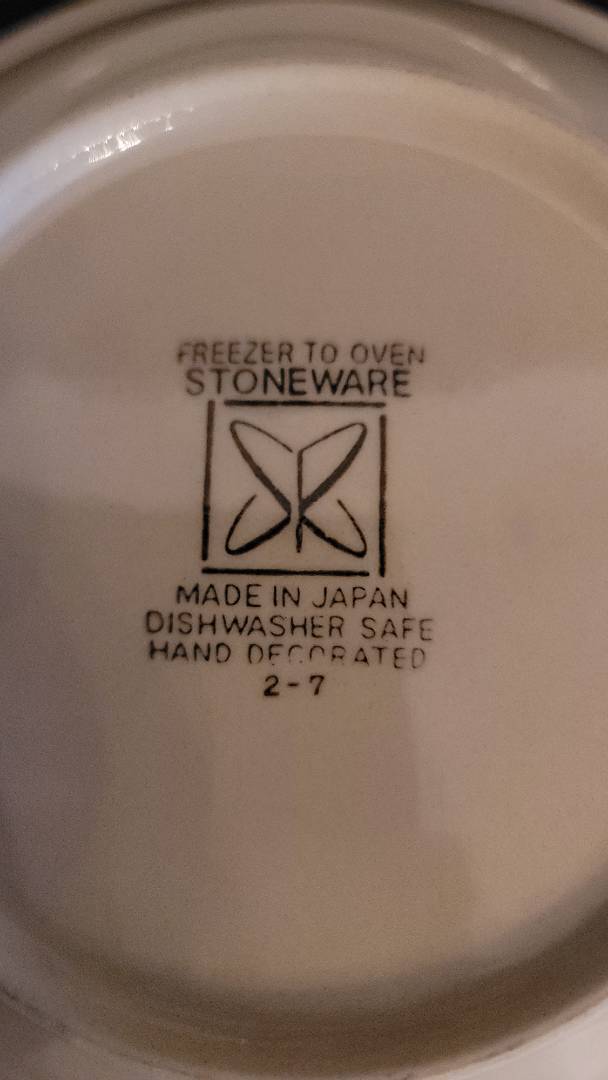 FREEZER TO OVEN
STONEWARE
MADE IN JAPAN
DISHWASHER SAFE
HAND DECORATED
2-7